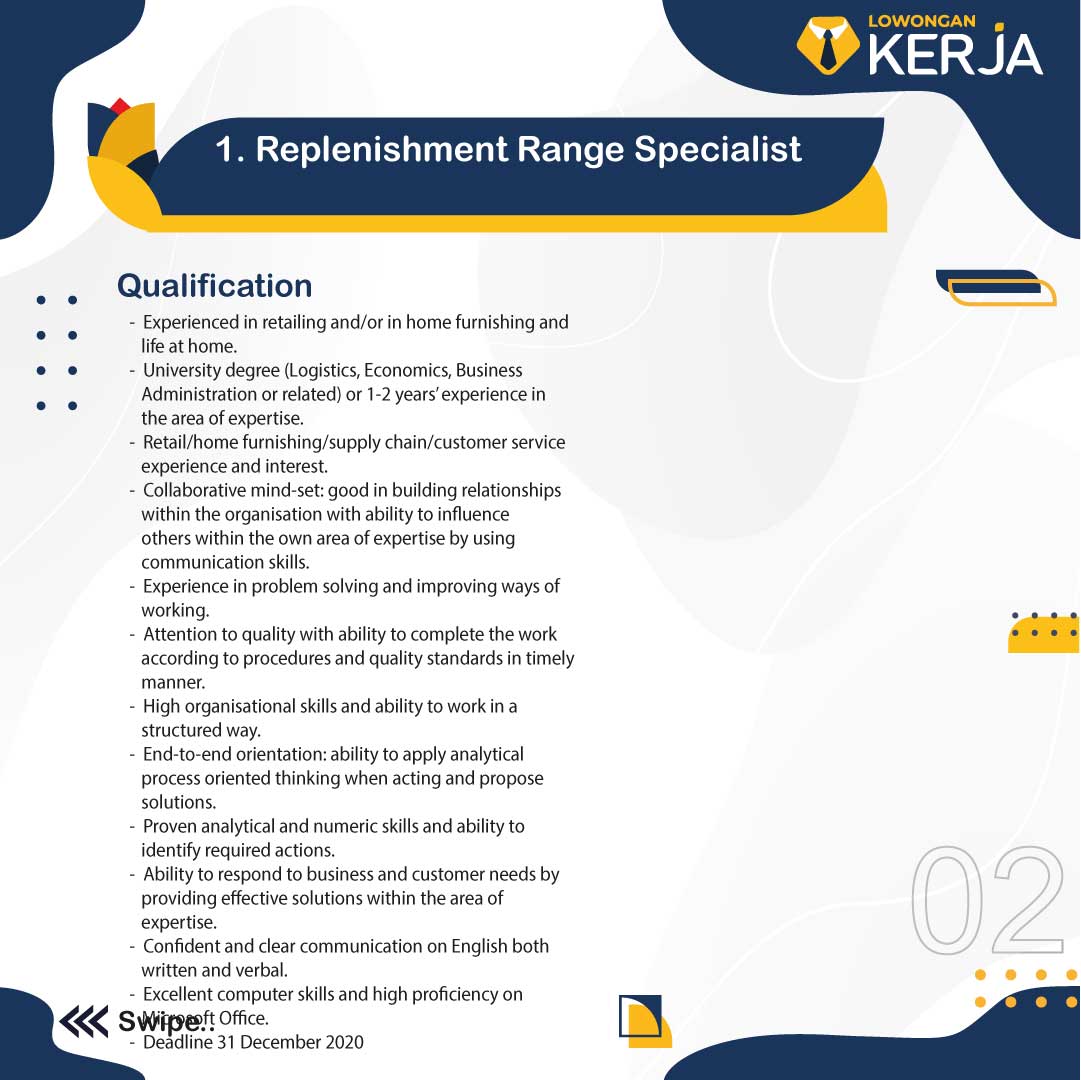 LOWONGAN
KERJA
1. Replenishment Range Specialist
Qualification
- Experienced in retailing and/or in home furnishing and
life at home.
- University degree (Logistics, Economics, Business
Administration or related) or 1-2 years’ experience in
the area of expertise.
- Retail/home furnishing/supply chain/customer service
experience and interest.
- Collaborative mind-set: good in building relationships
within the organisation with ability to influence
others within the own area of expertise by using
communication skills.
- Experience in problem solving and improving ways of
working.
- Attention to quality with ability to complete the work
according to procedures and quality standards in timely
manner.
- High organisational skills and ability to work in a
structured way.
- End-to-end orientation: ability to apply analytical
process oriented thinking when acting and propose
solutions.
- Proven analytical and numeric skills and ability to
identify required actions.
- Ability to respond to business and customer needs by
providing effective solutions within the area of
expertise.
- Confident and clear communication on English both
written and verbal.
- Excellent computer skills and high proficiency on
Microsoft Office.
- Deadline 31 December 2020
Swipe..
02